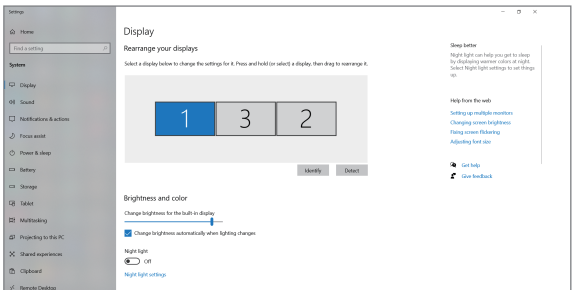 Settings
Home
Find a setting
System
Display
Sound
Notifications & actions
Focus assist
Power & sleep
Battery
Storage
Tablet
Multitasking
Projecting to this PC
Shared experiences
Clipboard
Remote Desktop
Display
Rearrange your displays
Select a display below to change the settings for it. Press and hold (or select) a display, then drag to rearrange it.
1 3 2
Identify Detect
Brightness and color
Change brightness for the built-in display
Change brightness automatically when lighting changes
Night light
Off
Night light settings
Sleep better
Night light can help you get to sleep
by displaying warmer colors at night.
Select Night light settings to set things
up.
Help from the web
Setting up multiple monitors
Changing screen brightness
Fixing screen flickering
Adjusting font size
Get help
Give feedback